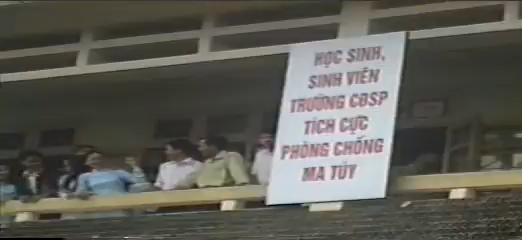 HỌC SINH,
SINH VIÊN
TRƯỜNG CĐSP
TÍCH CỰC
PHÒNG CHỐNG
MA TÚY